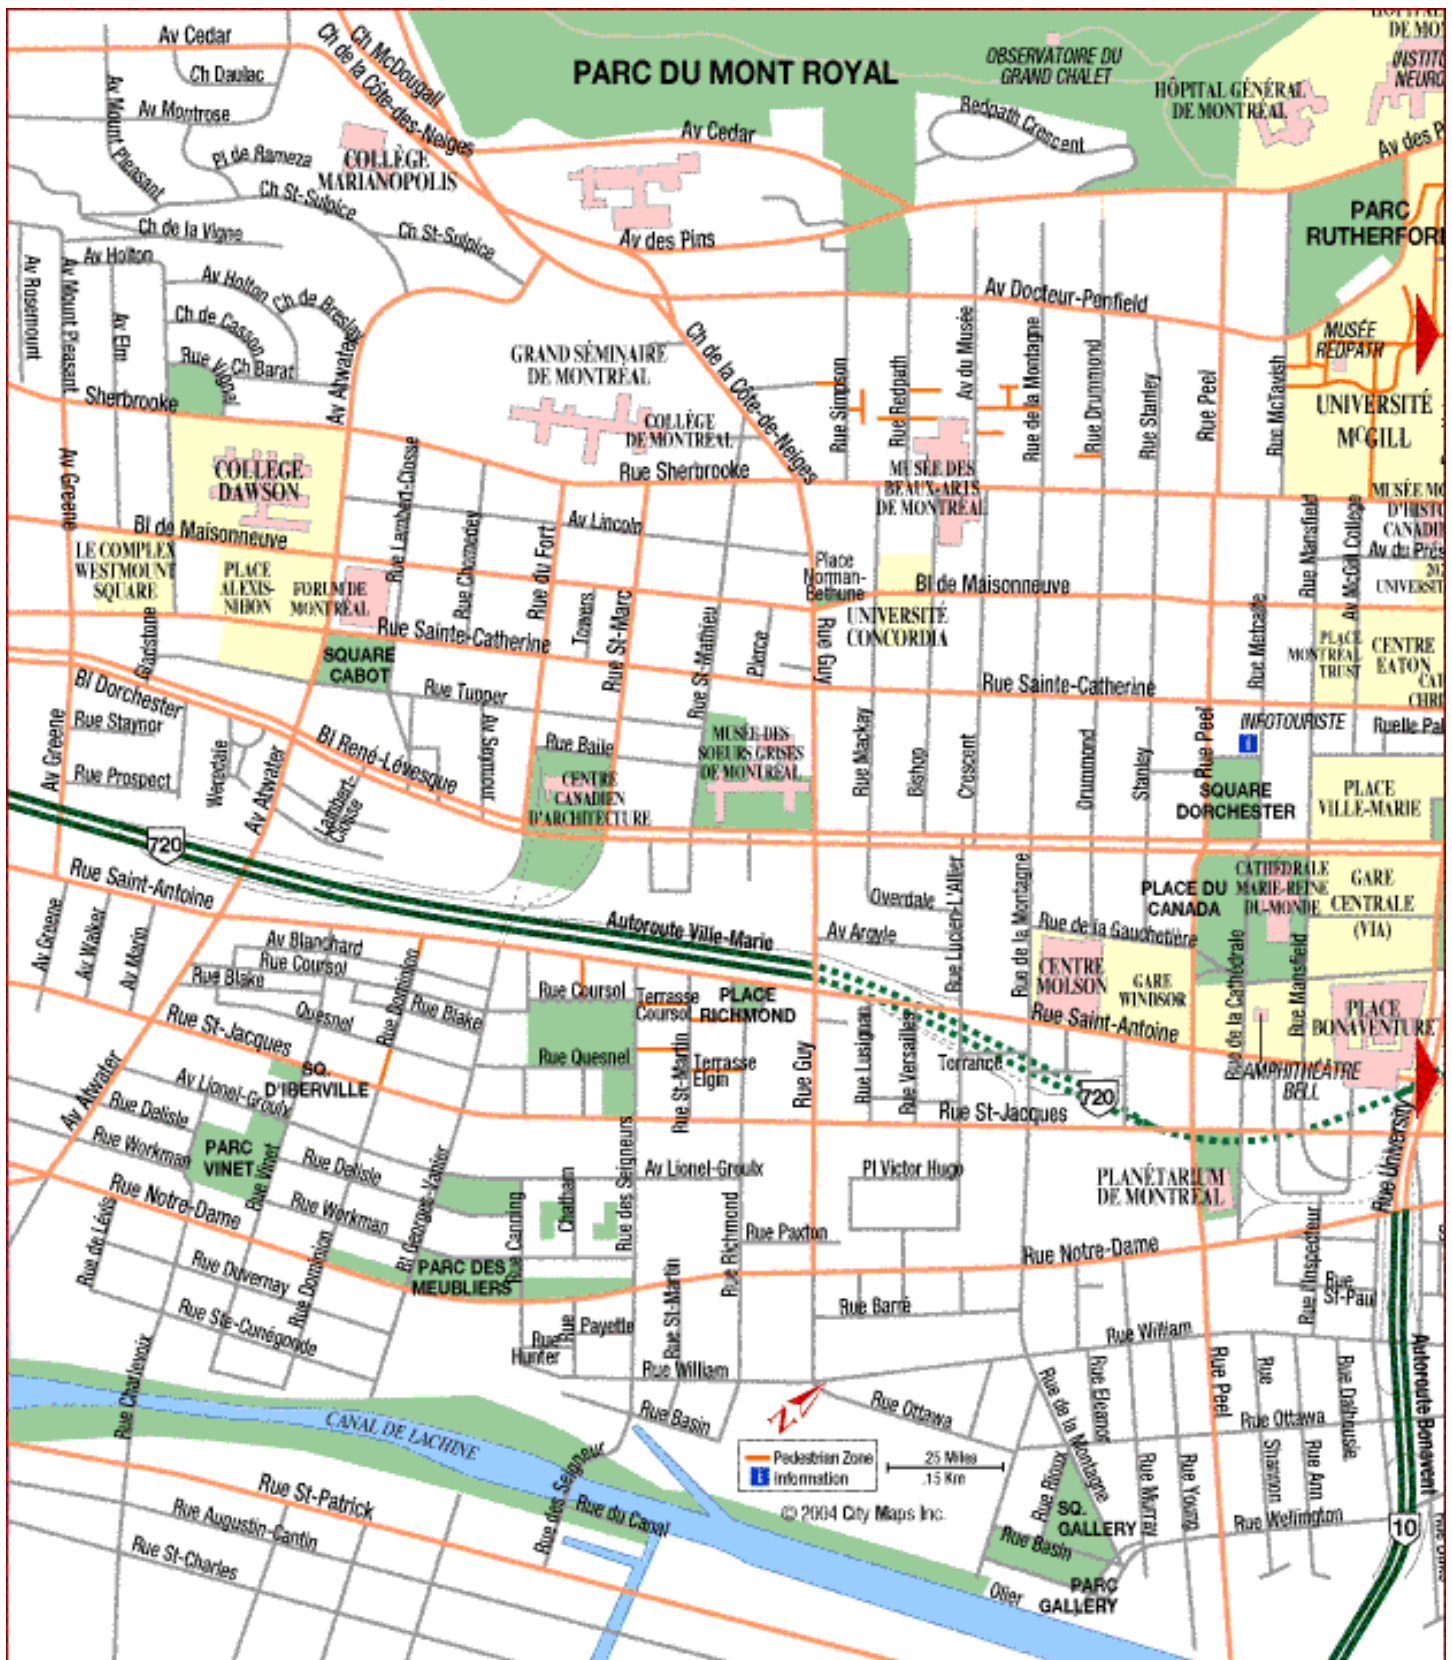 Av Cedar
Ch McDougall
Ch de la Côte-des-Neiges
PARC DU MONT ROYAL
OBSERVATOIRE DU
GRAND CHALET
HÔPITAL GÉNÉRAL
DE MONTRÉAL
Ch Daulac
Av Mount Pleasant
Av Montrose
Av Cedar
Redpath Crescent
Pl de Rameza
COLLÈGE
MARIANOPOLIS
Ch St-Sulpice
Ch de la Vigne
Ch St-Sulpice
Av des Pins
PARC
Av Holton
Av Rosemount
Av Mount Pleasant
Av Elm
Av Holton
Ch de Casson
Rue Vignal
Ch Barat
Av Atwater
Av Docteur-Penfield
MUSÉE
REDPATH
GRAND SÉMINAIRE
DE MONTRÉAL
Ch de la Côte-de-Neiges
Rue Simpson
Rue Redpath
Av du Musée
Rue de la Montagne
Rue Drummond
Rue Stanley
Rue Peel
Rue McTavish
UNIVERSITÉ
McGILL
Sherbrooke
COLLÈGE
DE MONTRÉAL
Rue Sherbrooke
COLLEGE
DAWSON
Av Greene
Rue Lambert-Closse
Rue Chomedey
Rue du Fort
Av Lincoln
MUSÉE DES
BEAUX-ARTS
DE MONTRÉAL
Rue Mansfield
Av McGill College
Bl de Maisonneuve
LE COMPLEX
WESTMOUNT
SQUARE
PLACE
ALEXIS-
NIHON
FORUM DE
MONTRÉAL
Place
Norman-
Bethune
Bl de Maisonneuve
UNIVERSITÉ
CONCORDIA
Gladstone
Rue Sainte-Catherine
Towers
Rue St-Marc
Rue St-Mathieu
Pierce
Rue Guy
Rue Metcalfe
PLACE
MONTREAL
TRUST
CENTRE
EATON
SQUARE
CABOT
Rue Tupper
Rue Sainte-Catherine
INFOTOURISTE
Bl Dorchester
Av Greene
Rue Staynor
Rue Prospect
Weredale
Av Atwater
Bl René-Lévesque
Lambert-
Closse
Av Seymour
Rue Baile
CENTRE
CANADIEN
D'ARCHITECTURE
MUSÉE DES
SOEURS GRISES
DE MONTRÉAL
Rue Mackay
Bishop
Crescent
Drummond
Stanley
Rue Peel
SQUARE
DORCHESTER
PLACE
VILLE-MARIE
720
Rue Saint-Antoine
Av Greene
Av Walker
Av Marin
Autoroute Ville-Marie
Overdale
Av Argyle
Rue Lucien-L'Allier
Rue de la Montagne
Rue de la Gauchetière
PLACE DU
CANADA
CATHÉDRALE
MARIE-REINE
DU-MONDE
GARE
CENTRALE
(VIA)
Av Blanchard
Rue Coursol
Rue Blake
Rue Dominion
Rue Blake
Quesnel
Rue St-Jacques
Rue Coursol
Terrasse
Coursol
PLACE
RICHMOND
CENTRE
MOLSON
GARE
WINDSOR
Rue Saint-Antoine
Rue de la Cathédrale
Rue Mansfield
PLACE
BONAVENTURE
AMPHITHÉATRE
BELL
Rue Quesnel
Rue St-Martin
Terrasse
Elgin
Rue Guy
Rue Lusignan
Rue Versailles
Torrance
720
Rue St-Jacques
SQ.
D'IBERVILLE
Av Atwater
Av Lionel-Groulx
Rue Delisle
Rue Workman
PARC
VINET
Rue Vinet
Rue Delisle
Rue Workman
Bl Georges-Vanier
Rue Notre-Dame
Rue Canning
Chatham
Rue des Seigneurs
Av Lionel-Groulx
Pl Victor Hugo
PLANÉTARIUM
DE MONTRÉAL
Rue University
Rue de Lévis
Rue Duvernay
Rue Dominion
PARC DES
MEUBLIERS
Rue St-Martin
Rue Richmond
Rue Paxton
Rue Notre-Dame
Rue l'Inspecteur
Rue
St-Paul
Rue Ste-Cunégonde
Rue Charlevoix
Rue
Hunter
Rue
Payette
Rue William
Rue Barré
Rue William
Rue Peel
Rue
Rue Dalhousie
Rue Eleanor
Rue de la Montagne
CANAL DE LACHINE
Rue Basin
Rue Ottawa
N
Rue Ottawa
Shannon
Rue Ann
Pedestrian Zone
Information
.25 Miles
.15 Km
© 2004 City Maps Inc.
Rue St-Patrick
Rue Augustin-Cantin
Rue St-Charles
Rue des Seigneur
Rue du Canal
Rue Rioux
SQ.
GALLERY
Rue Basin
PARC
GALLERY
Olier
Rue Murray
Rue Young
Rue Wellington
Autoroute Bonavent
10